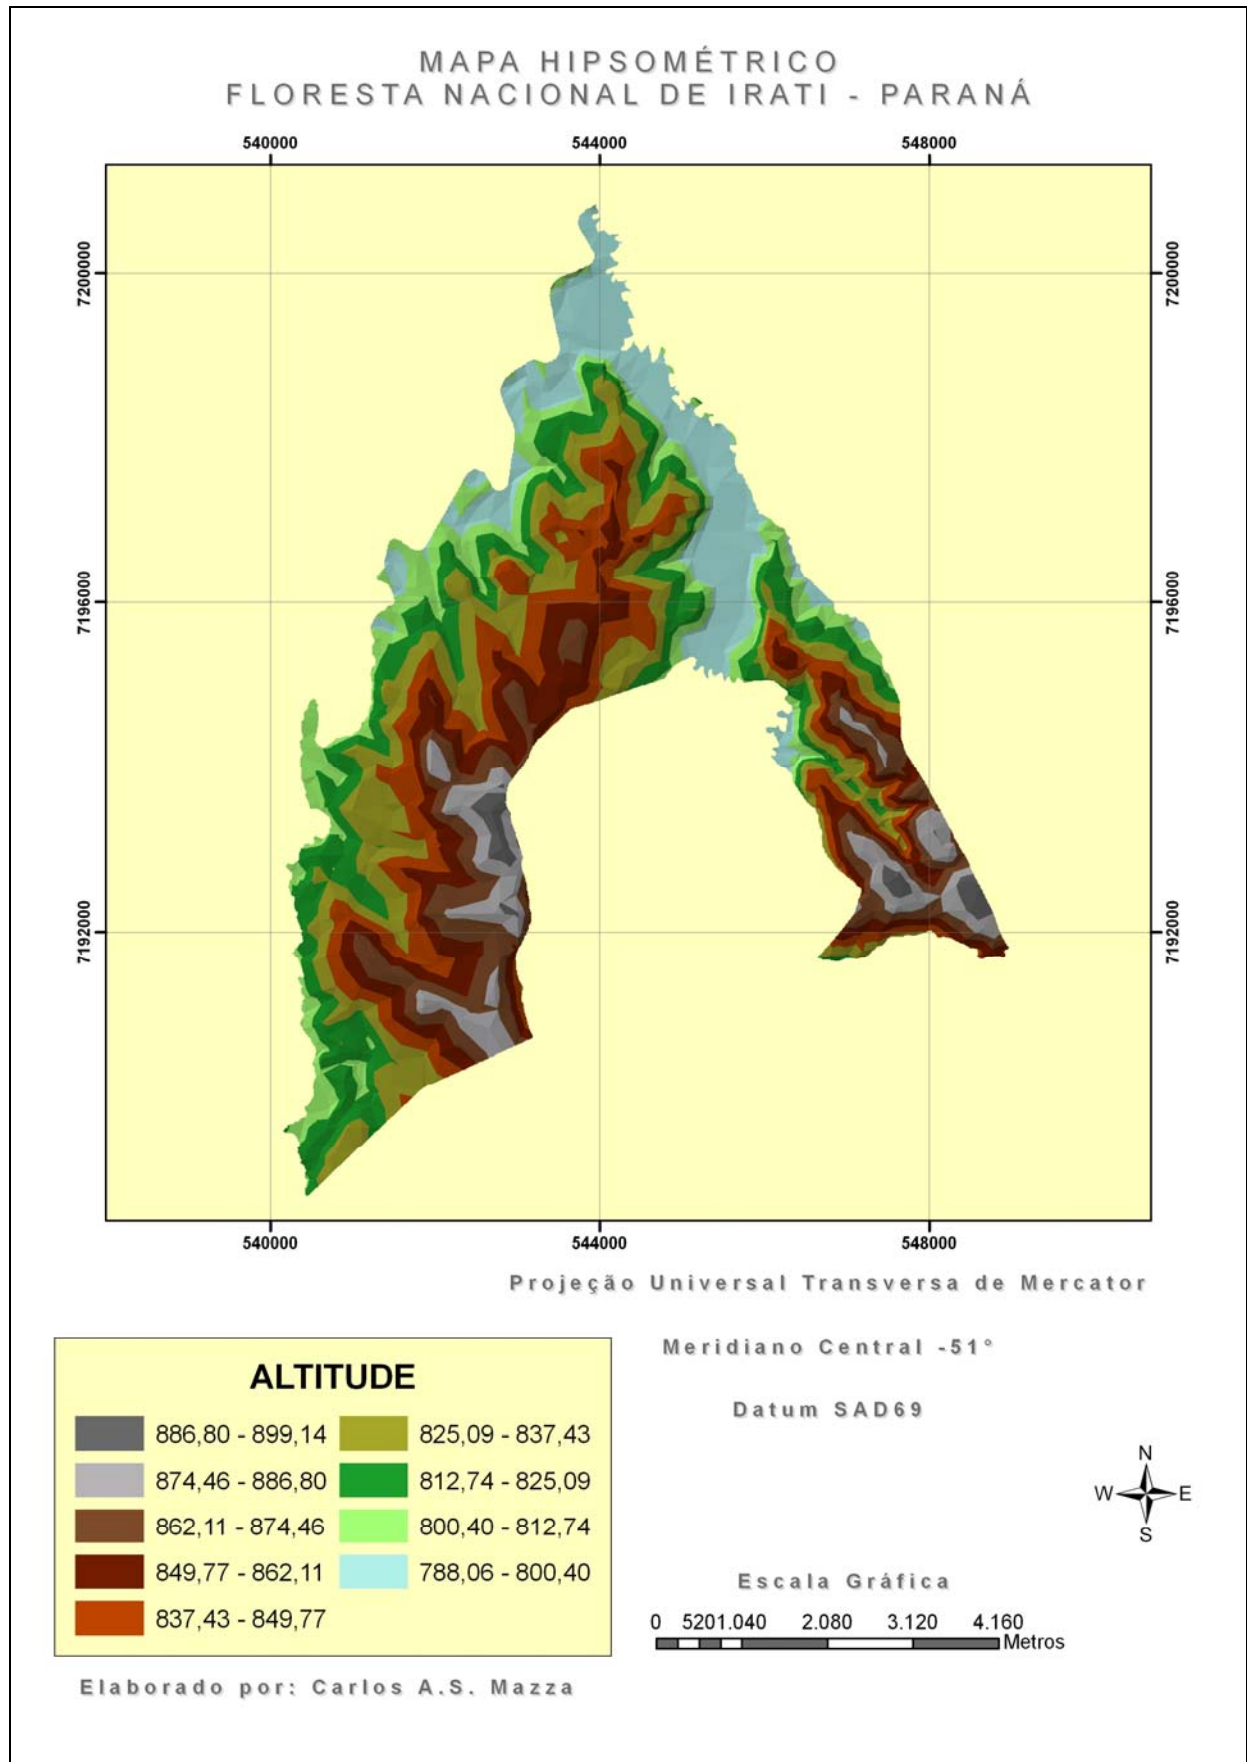 MAPA HIPSOMÉTRICO
FLORESTA NACIONAL DE IRATI - PARANÁ
540000 544000 548000
7200000 7200000
7196000 7196000
7192000 7192000
540000 544000 548000
Projeção Universal Transversa de Mercator
Meridiano Central -51°
Datum SAD69
ALTITUDE
886,80 - 899,14 825,09 - 837,43
874,46 - 886,80 812,74 - 825,09
862,11 - 874,46 800,40 - 812,74
849,77 - 862,11 788,06 - 800,40
837,43 - 849,77
N
W E
S
Escala Gráfica
0 520 1.040 2.080 3.120 4.160
Metros
Elaborado por: Carlos A.S. Mazza